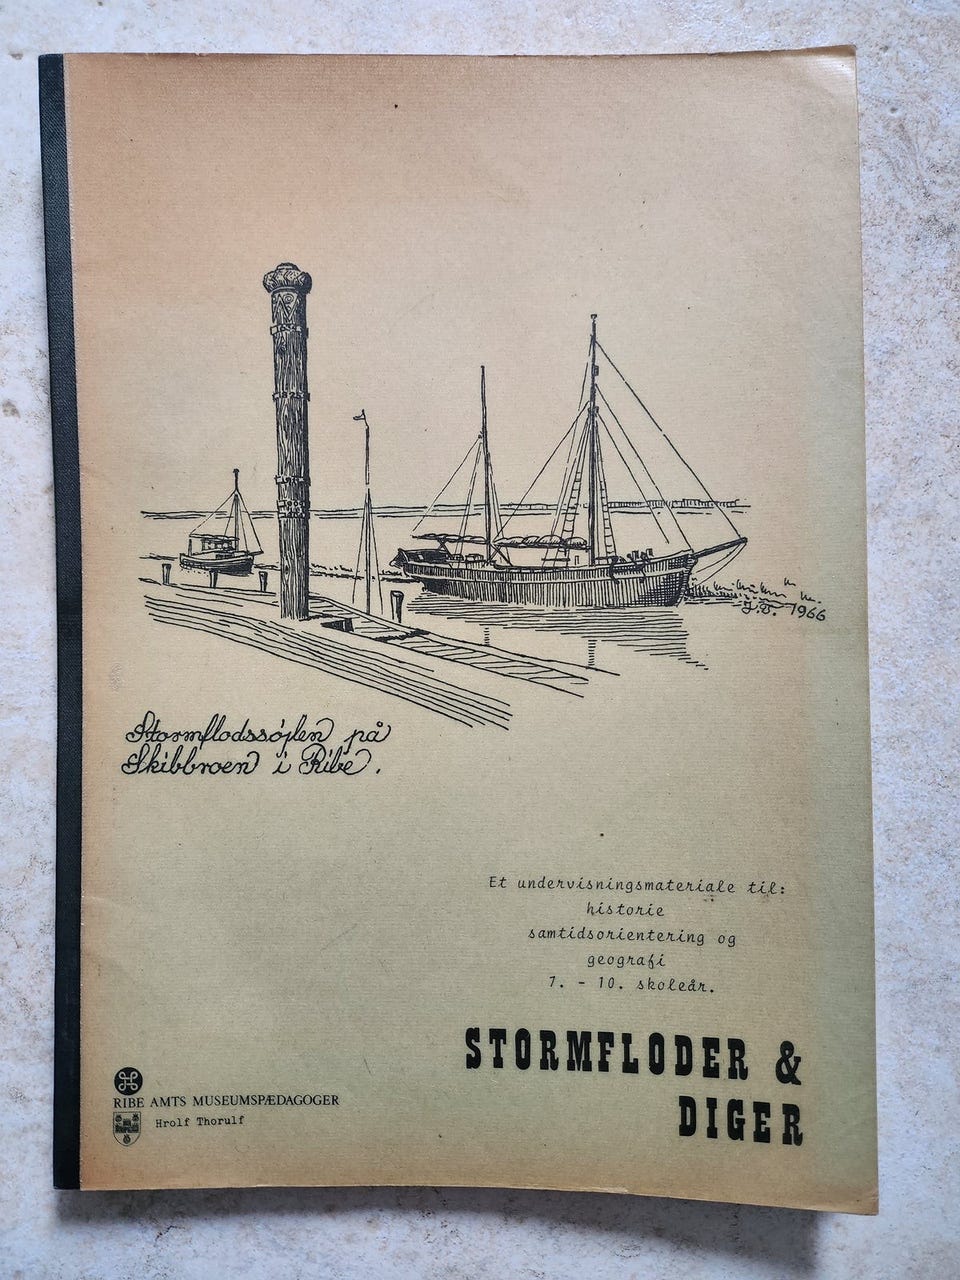 J.T. 1966
Stormflodssøjlen på
Skibbroen i Ribe.
Et undervisningsmateriale til:
historie
samtidsorientering og
geografi
7. - 10. skoleår.
STORMFLODER &
DIGER
RIBE AMTS MUSEUMSPÆDAGOGER
Hrolf Thorulf